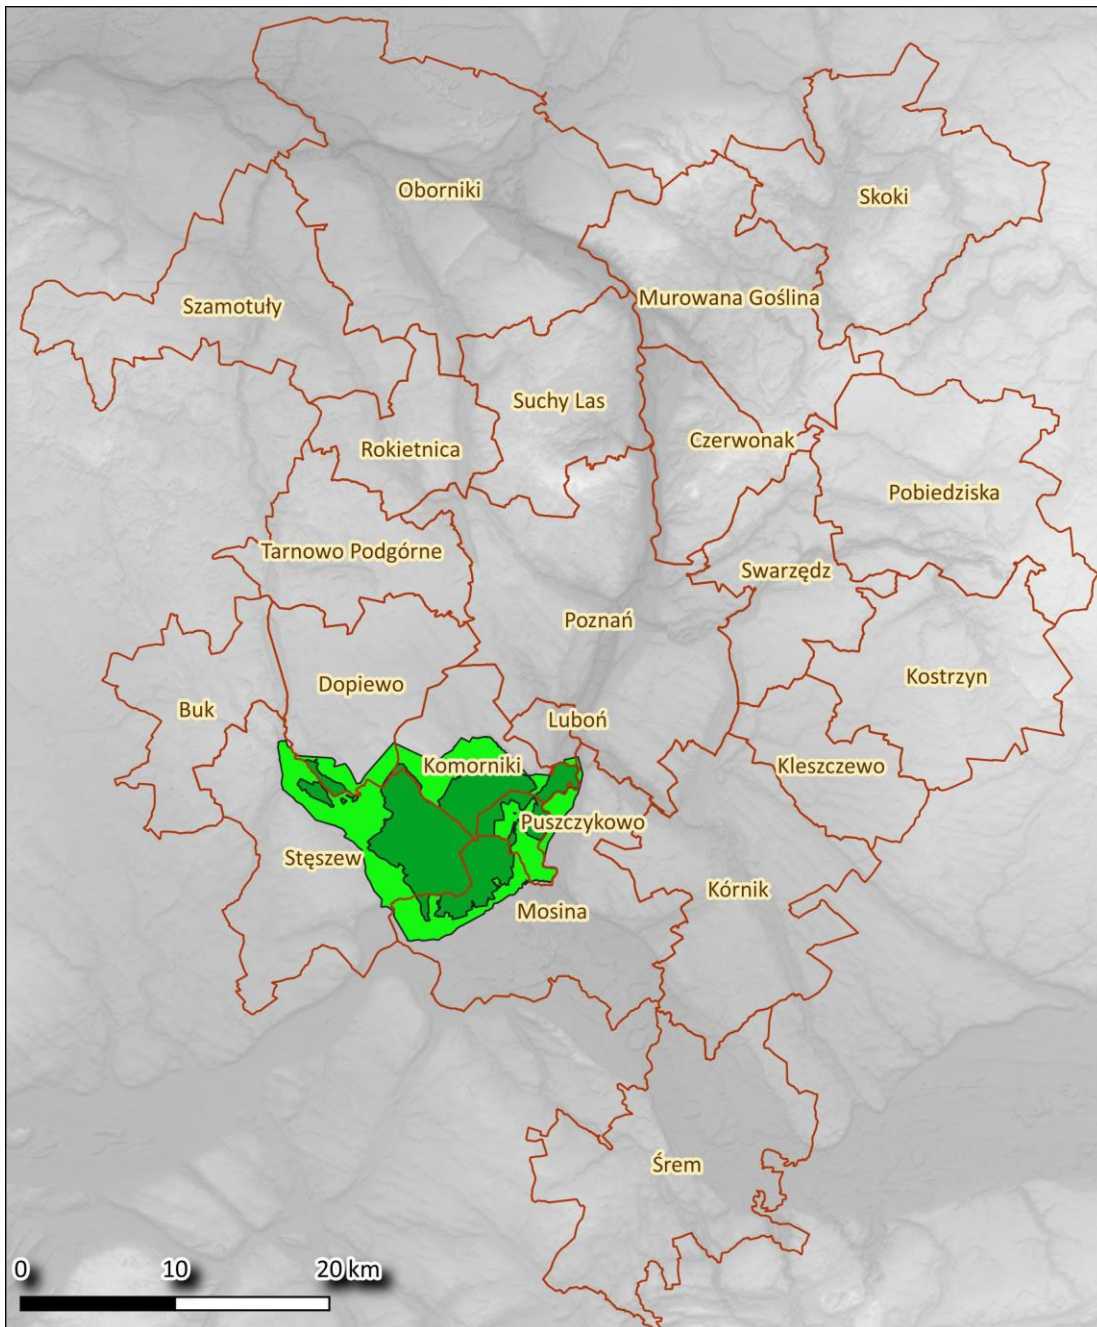 Oborniki
Skoki
Szamotuły
Murowana Goślina
Suchy Las
Czerwonak
Rokietnica
Pobiedziska
Tarnowo Podgórne
Swarzędz
Poznań
Dopiewo
Kostrzyn
Buk
Luboń
Komorniki
Kleszczewo
Puszczykowo
Stęszew
Kórnik
Mosina
Śrem
0 10 20 km